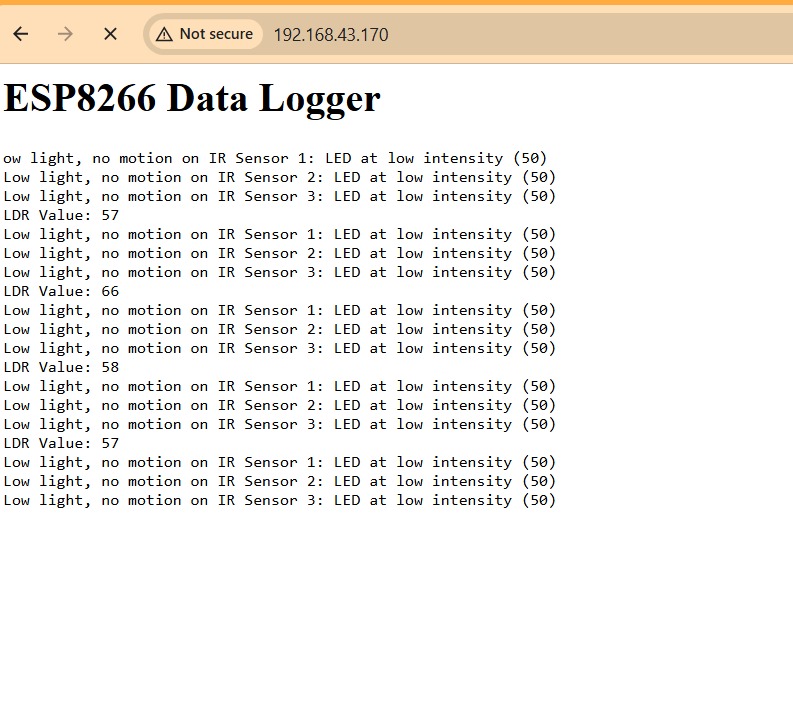 Not secure 192.168.43.170
ESP8266 Data Logger
ow light, no motion on IR Sensor 1: LED at low intensity (50)
Low light, no motion on IR Sensor 2: LED at low intensity (50)
Low light, no motion on IR Sensor 3: LED at low intensity (50)
LDR Value: 57
Low light, no motion on IR Sensor 1: LED at low intensity (50)
Low light, no motion on IR Sensor 2: LED at low intensity (50)
Low light, no motion on IR Sensor 3: LED at low intensity (50)
LDR Value: 66
Low light, no motion on IR Sensor 1: LED at low intensity (50)
Low light, no motion on IR Sensor 2: LED at low intensity (50)
Low light, no motion on IR Sensor 3: LED at low intensity (50)
LDR Value: 58
Low light, no motion on IR Sensor 1: LED at low intensity (50)
Low light, no motion on IR Sensor 2: LED at low intensity (50)
Low light, no motion on IR Sensor 3: LED at low intensity (50)
LDR Value: 57
Low light, no motion on IR Sensor 1: LED at low intensity (50)
Low light, no motion on IR Sensor 2: LED at low intensity (50)
Low light, no motion on IR Sensor 3: LED at low intensity (50)